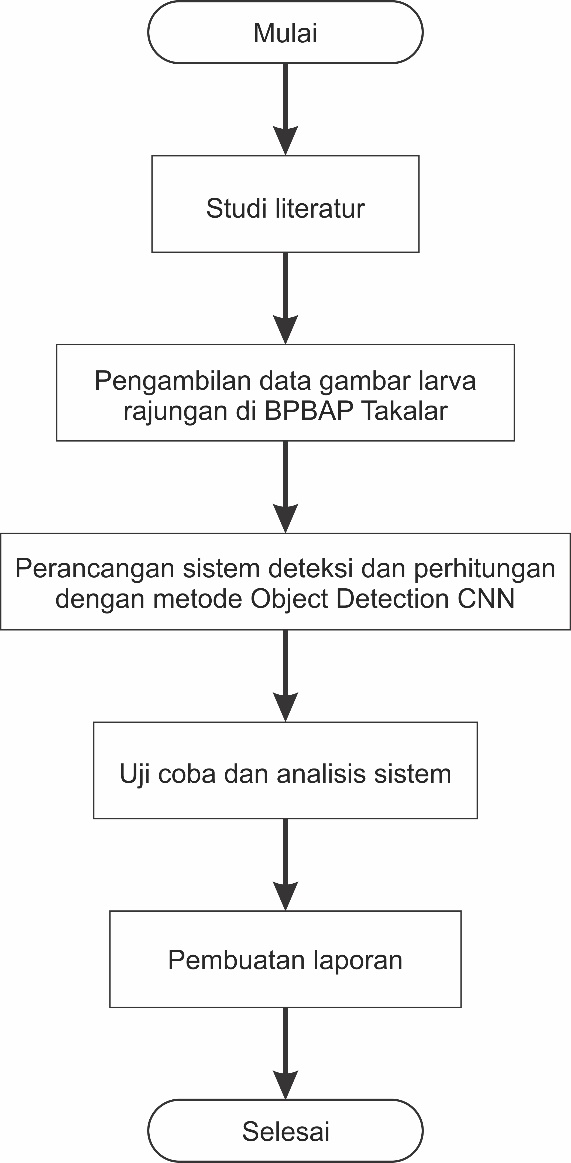 Mulai
Studi literatur
Pengambilan data gambar larva
rajungan di BPBAP Takalar
Perancangan sistem deteksi dan perhitungan
dengan metode Object Detection CNN
Uji coba dan analisis sistem
Pembuatan laporan
Selesai